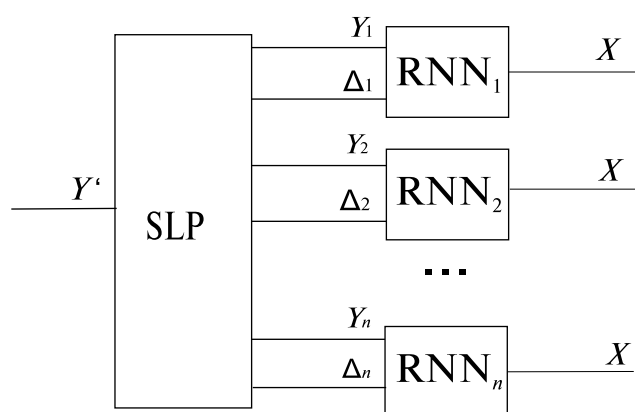 Y₁
RNN₁
X
Δ₁
Y₂
RNN₂
X
Y‘
Δ₂
SLP
...
Yₙ
RNNₙ
X
Δₙ